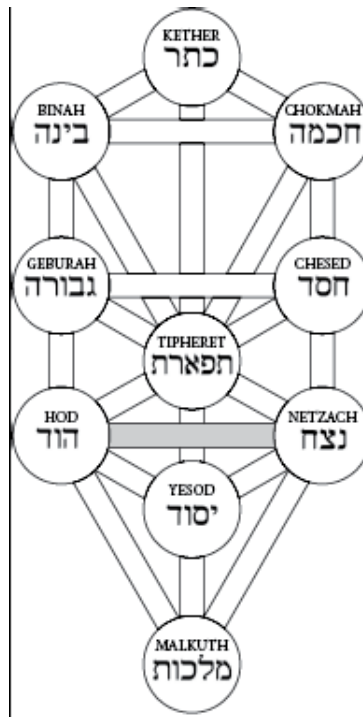 KETHER
כתר
BINAH
בינה
CHOKMAH
חכמה
GEBURAH
גבורה
CHESED
חסד
TIPHERET
תפארת
HOD
הוד
NETZACH
נצח
YESOD
יסוד
MALKUTH
מלכות